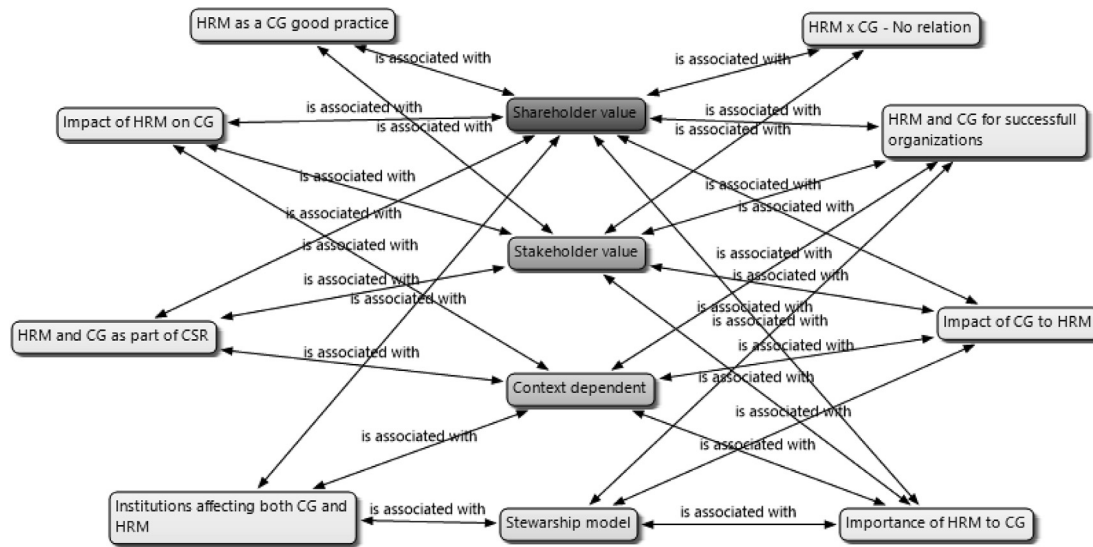 HRM as a CG good practice
HRM x CG - No relation
is associated with
is associated with
is associated with
Shareholder value
is associated with
Impact of HRM on CG
HRM and CG for successfull
organizations
is associated with
is associated with
is associated with
is associated with
is associated with
is associated with
is associated with
Stakeholder value
is associated with
is associated with
is associated with
is associated with
is associated with
is associated with
Impact of CG to HRM
HRM and CG as part of CSR
is associated with
is associated with
is associated with
Context dependent
is associated with
is associated with
is associated with
Institutions affecting both CG and
HRM
is associated with
Stewarship model
is associated with
Importance of HRM to CG